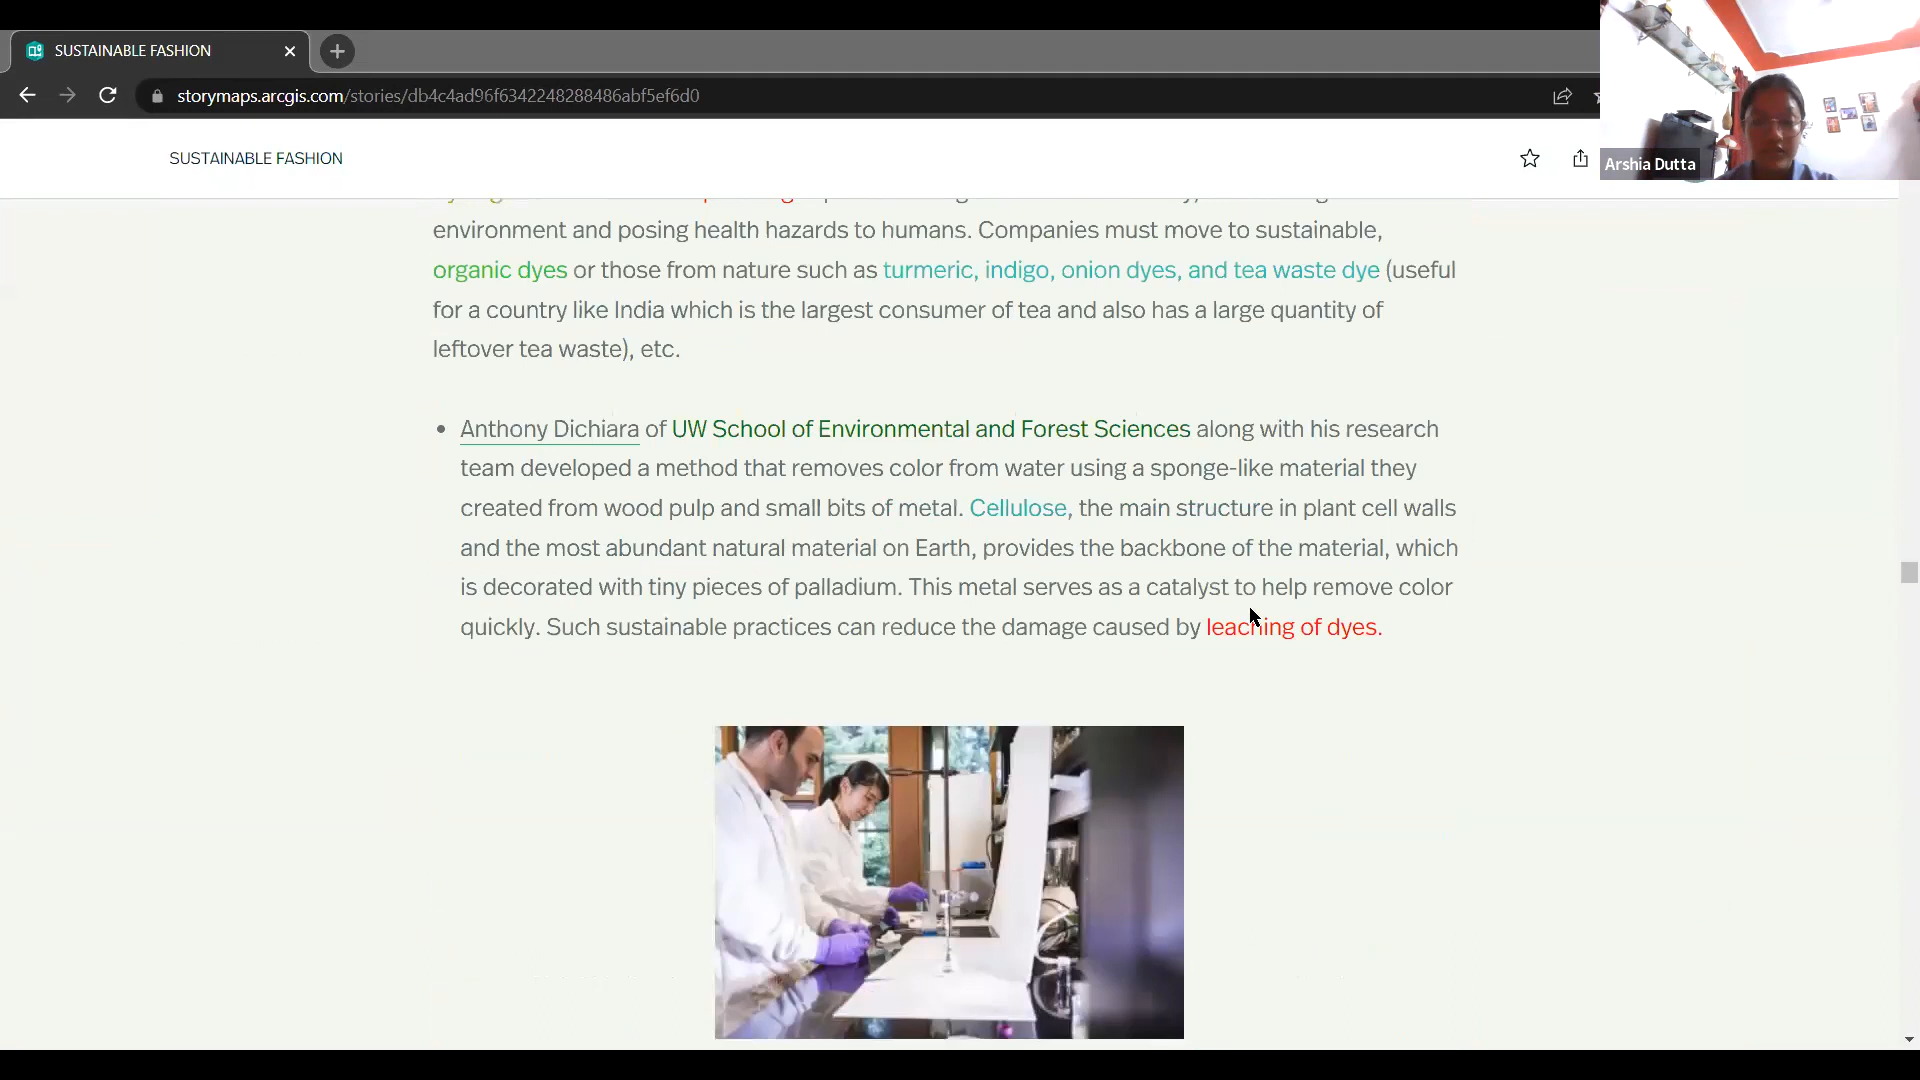 SUSTAINABLE FASHION
storymaps.arcgis.com/stories/db4c4ad96f6342248288486abf5ef6d0
SUSTAINABLE FASHION
Arshia Dutta
environment and posing health hazards to humans. Companies must move to sustainable,
organic dyes or those from nature such as turmeric, indigo, onion dyes, and tea waste dye (useful
for a country like India which is the largest consumer of tea and also has a large quantity of
leftover tea waste), etc.
• Anthony Dichiara of UW School of Environmental and Forest Sciences along with his research
team developed a method that removes color from water using a sponge-like material they
created from wood pulp and small bits of metal. Cellulose, the main structure in plant cell walls
and the most abundant natural material on Earth, provides the backbone of the material, which
is decorated with tiny pieces of palladium. This metal serves as a catalyst to help remove color
quickly. Such sustainable practices can reduce the damage caused by leaching of dyes.